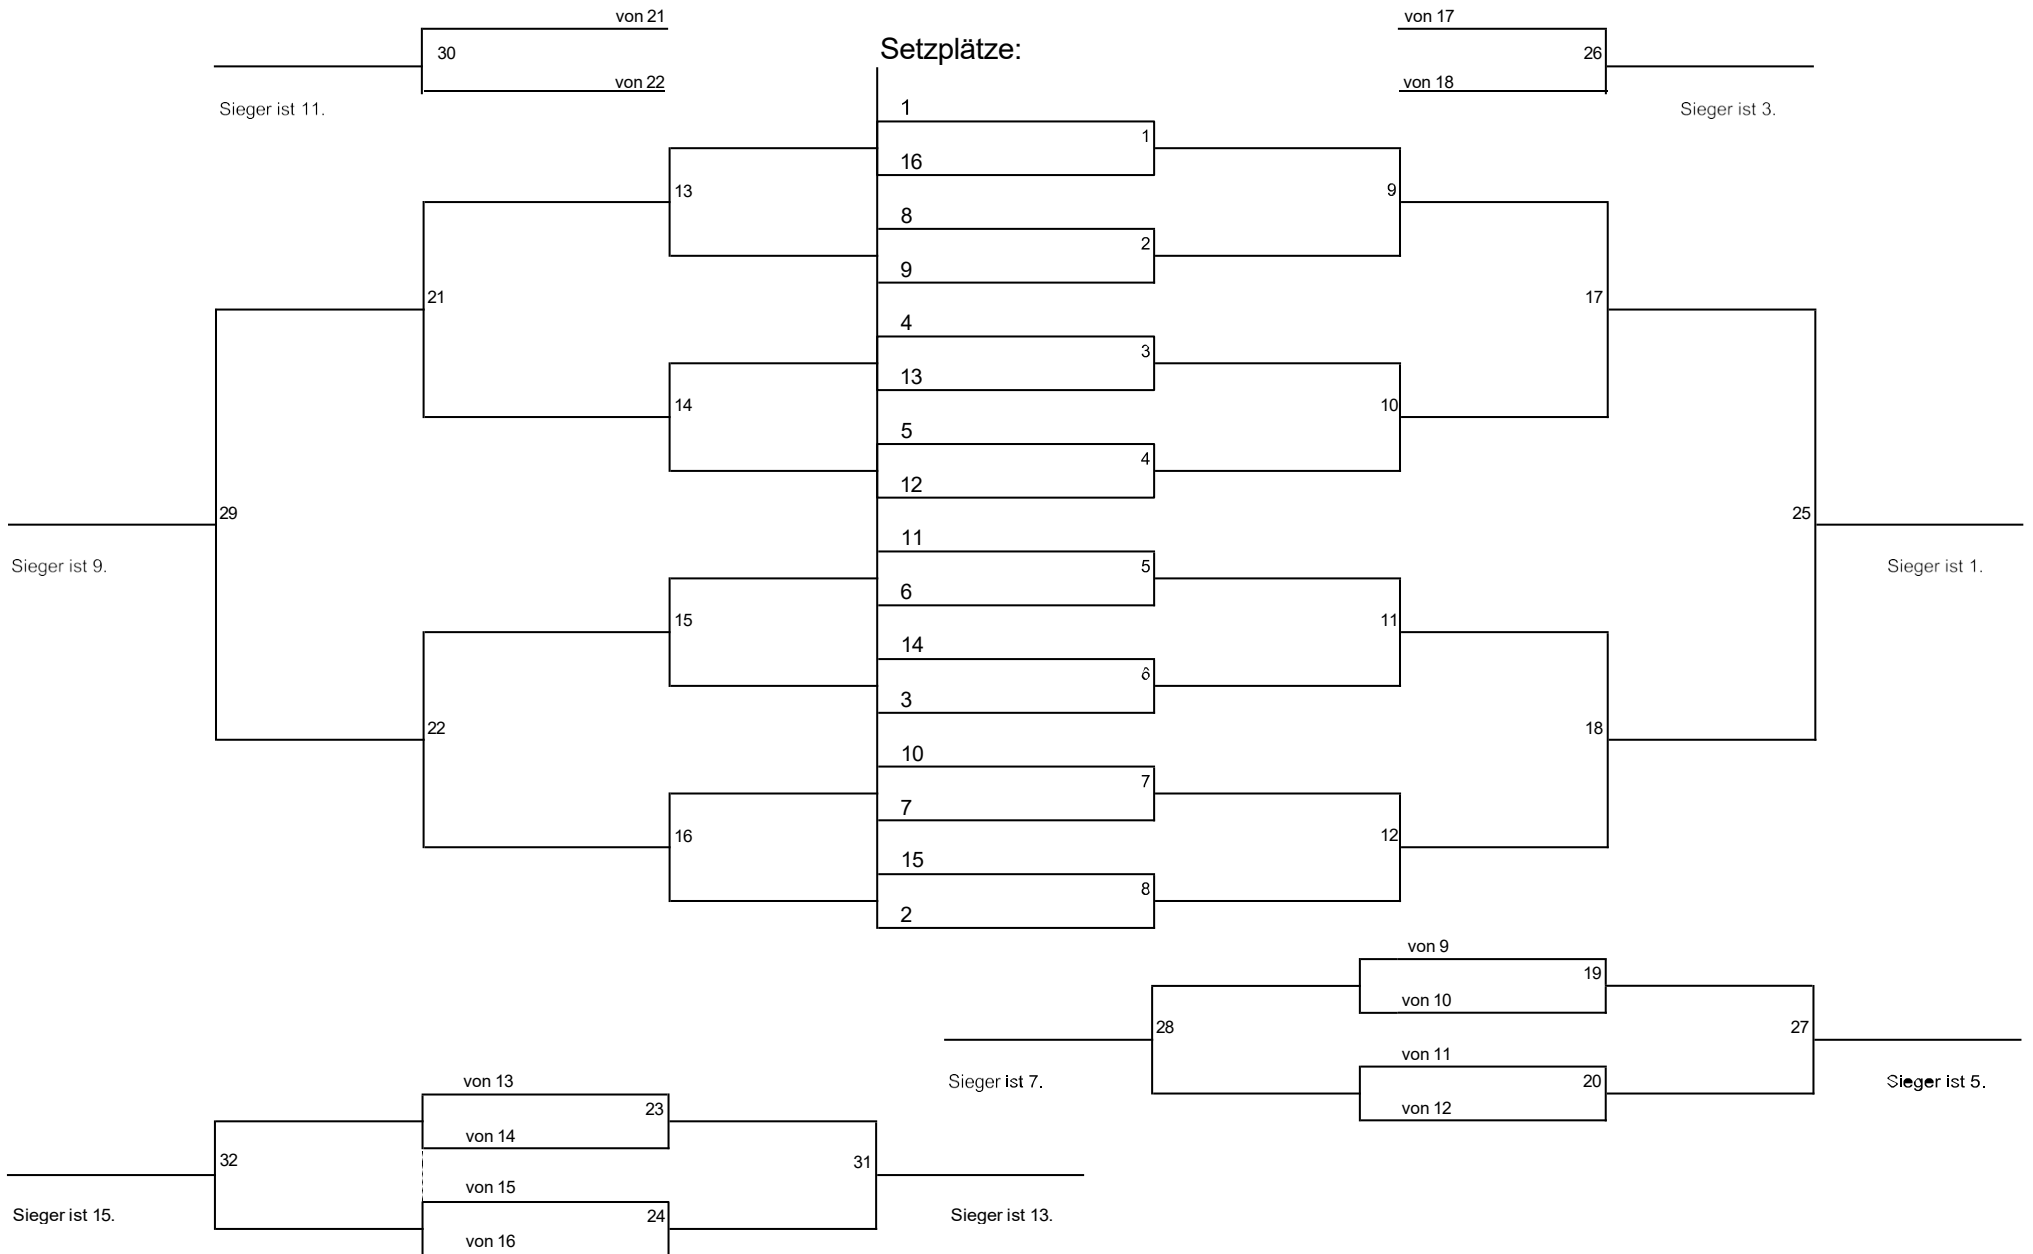 von 21
von 17
30
Setzplätze:
26
von 22
von 18
Sieger ist 11.
1
Sieger ist 3.
1
16
13
9
8
2
9
21
17
4
3
13
14
10
5
4
12
29
25
11
5
Sieger ist 9.
6
Sieger ist 1.
15
11
14
6
3
22
18
10
7
7
16
12
15
8
2
von 9
19
von 10
28
27
von 11
Sieger ist 7.
20
Sieger ist 5.
von 12
von 13
23
von 14
32
31
von 15
Sieger ist 15.
24
Sieger ist 13.
von 16